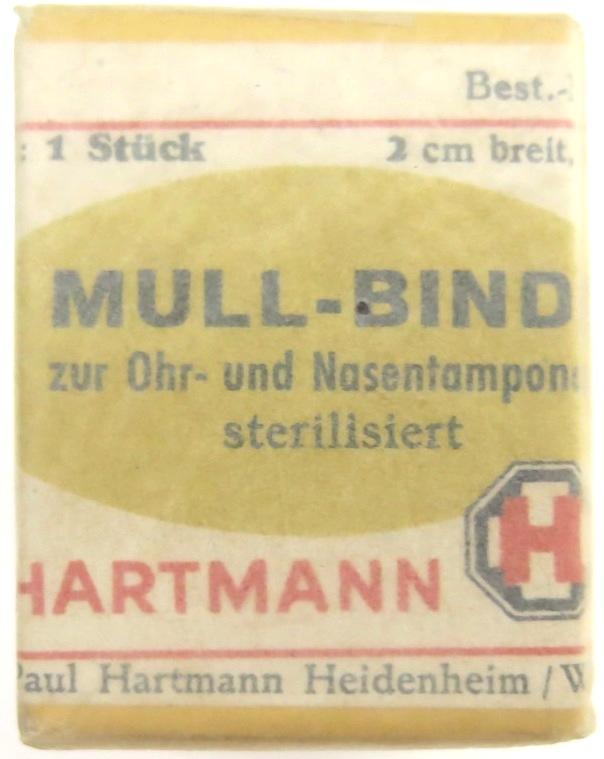 Best.-
: 1 Stück 2 cm breit,
MULL-BIND
zur Ohr- und Nasentampon
sterilisiert
H
HARTMANN
Paul Hartmann Heidenheim / W